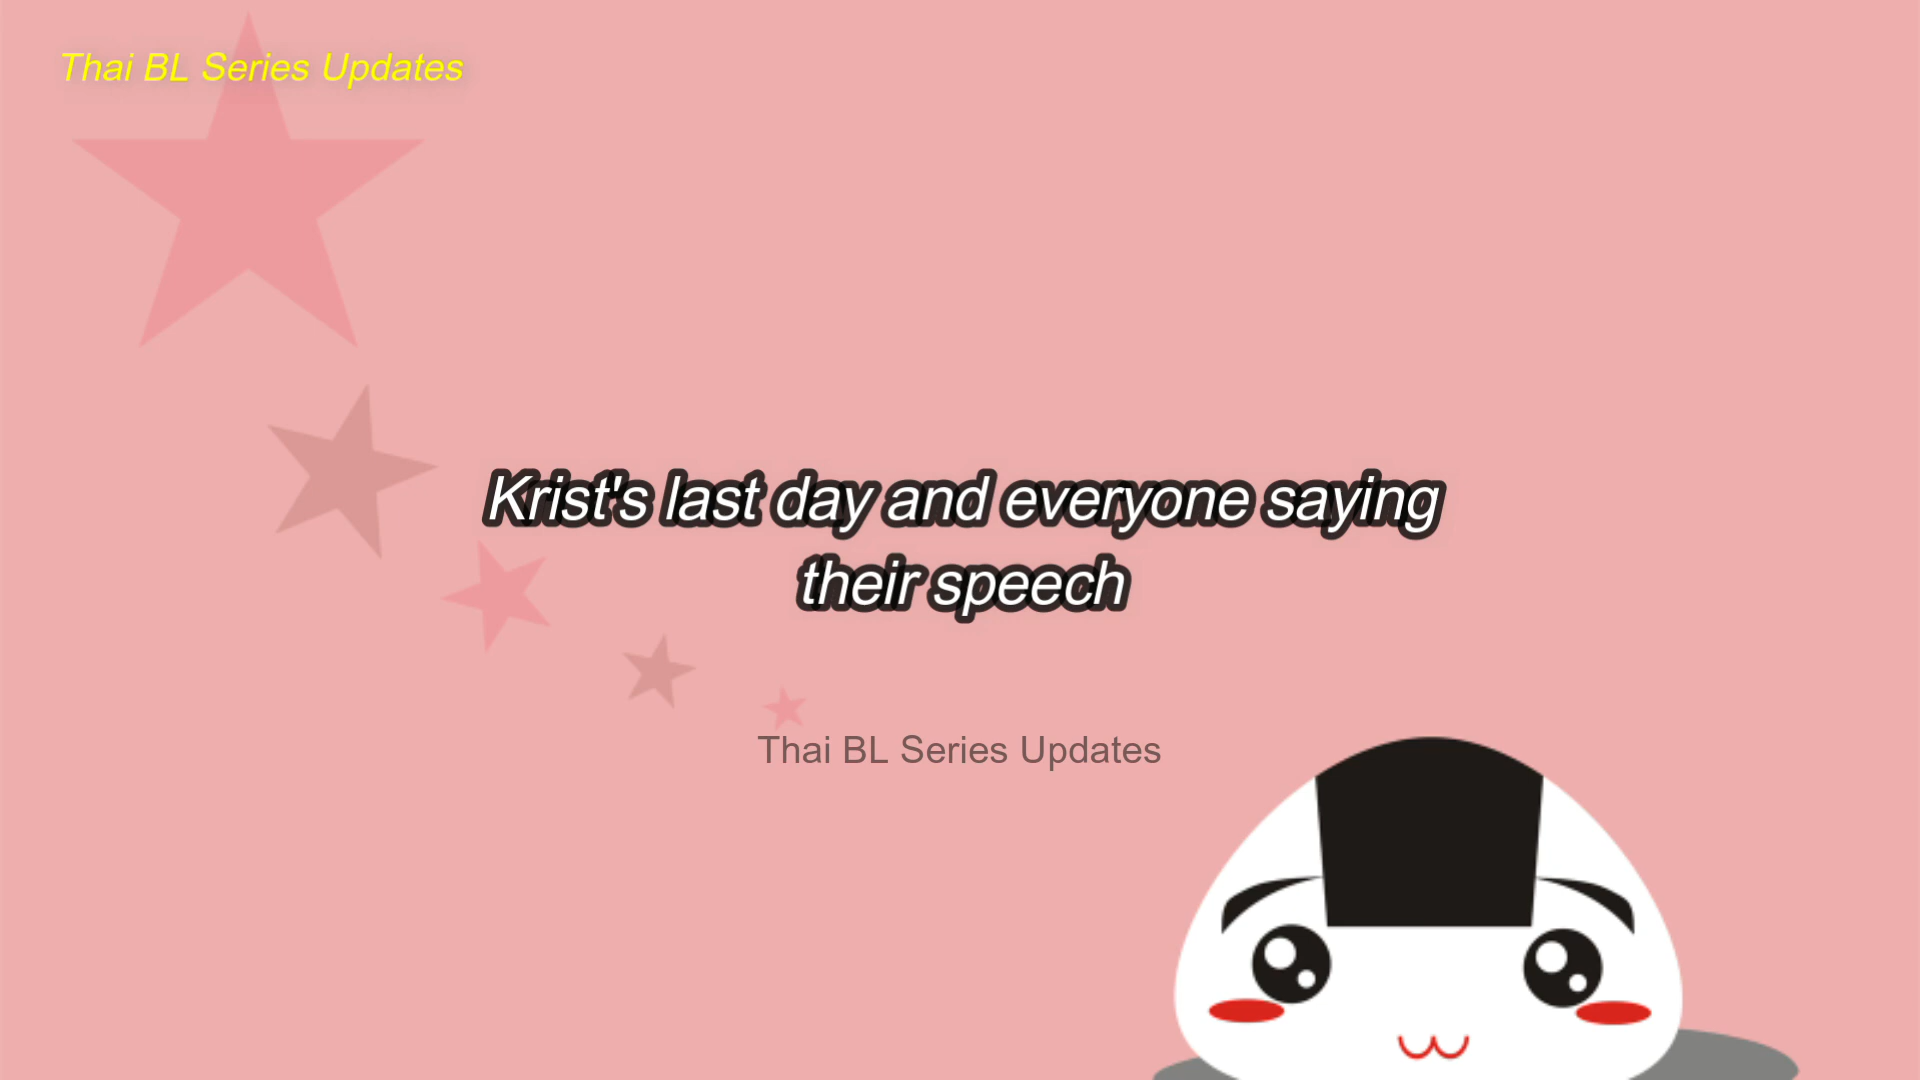 Thai BL Series Updates
Krist's last day and everyone saying
their speech
Thai BL Series Updates